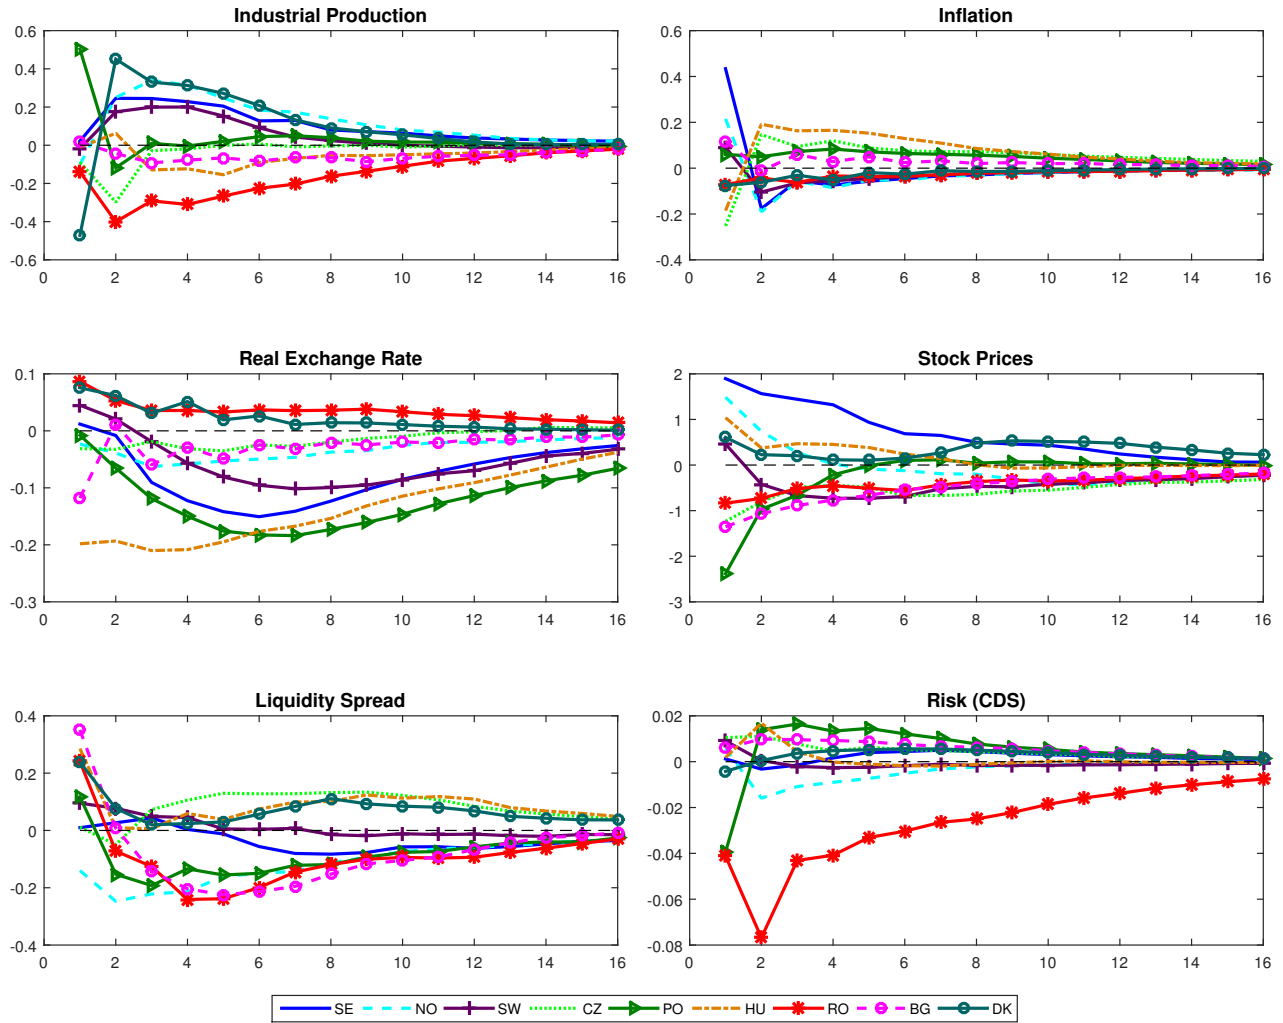 Industrial Production
0.6
0.4
0.2
0
-0.2
-0.4
-0.6
0 2 4 6 8 10 12 14 16
Inflation
0.6
0.4
0.2
0
-0.2
-0.4
0 2 4 6 8 10 12 14 16
Real Exchange Rate
0.1
0
-0.1
-0.2
-0.3
0 2 4 6 8 10 12 14 16
Stock Prices
2
1
0
-1
-2
-3
0 2 4 6 8 10 12 14 16
Liquidity Spread
0.4
0.2
0
-0.2
-0.4
0 2 4 6 8 10 12 14 16
Risk (CDS)
0.02
0
-0.02
-0.04
-0.06
-0.08
0 2 4 6 8 10 12 14 16
SE NO SW CZ PO HU RO BG DK